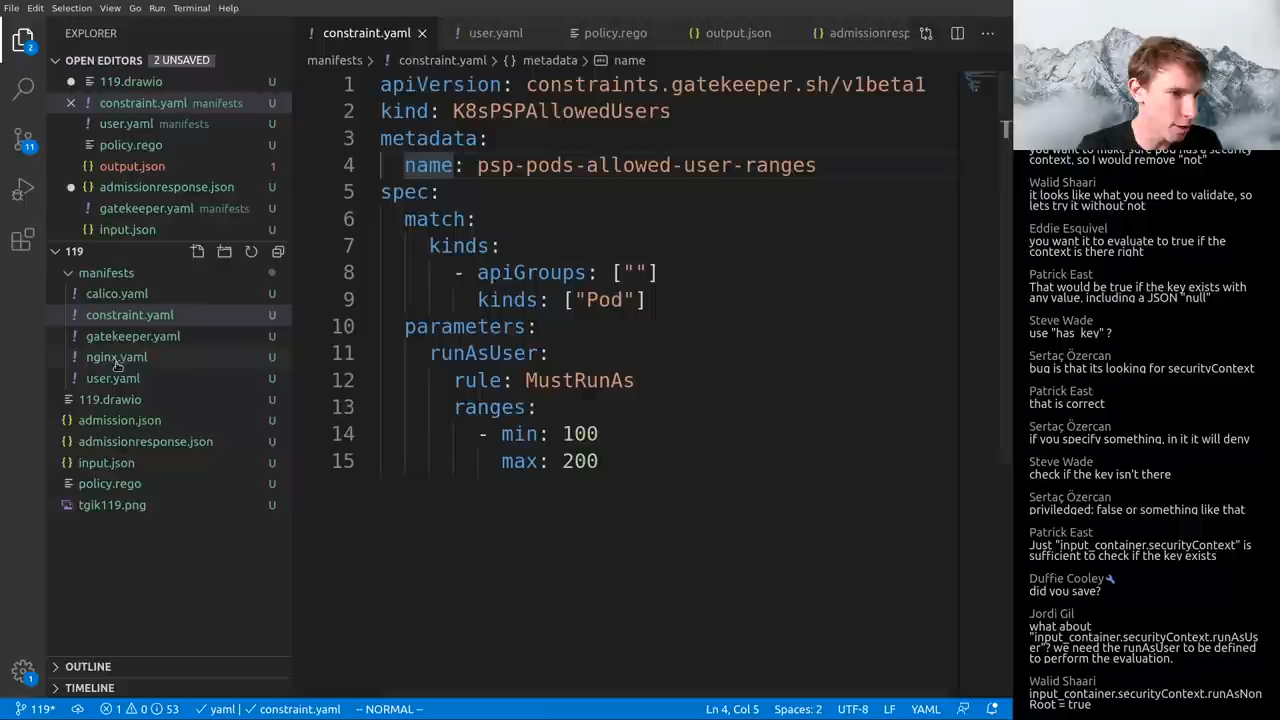 File Edit Selection View Go Run Terminal Help
EXPLORER
OPEN EDITORS 2 UNSAVED
119.drawio U
constraint.yaml manifests U
user.yaml manifests U
policy.rego U
output.json 1
admissionresponse.json U
gatekeeper.yaml manifests U
input.json U
119
manifests
calico.yaml U
constraint.yaml U
gatekeeper.yaml U
nginx.yaml U
user.yaml U
119.drawio U
admission.json U
admissionresponse.json U
input.json U
policy.rego U
tgik119.png U
OUTLINE
TIMELINE
2
11
1
constraint.yaml user.yaml policy.rego output.json admissionresp
manifests > constraint.yaml > {} metadata > name
1 apiVersion: constraints.gatekeeper.sh/v1beta1
2 kind: K8sPSPAllowedUsers
3 metadata:
4 name: psp-pods-allowed-user-ranges
5 spec:
6 match:
7 kinds:
8 - apiGroups: [""]
9 kinds: ["Pod"]
10 parameters:
11 runAsUser:
12 rule: MustRunAs
13 ranges:
14 - min: 100
15 max: 200
T
you want to make sure pod has a security
context, so I would remove "not"
Walid Shaari
it looks like what you need to validate, so
lets try it without not
Eddie Esquivel
you want it to evaluate to true if the
context is there right
Patrick East
That would be true if the key exists with
any value, including a JSON "null"
Steve Wade
use "has_key" ?
Sertaç Özercan
bug is that its looking for securityContext
Patrick East
that is correct
Sertaç Özercan
if you specify something, in it it will deny
Steve Wade
check if the key isn't there
Sertaç Özercan
priviledged: false or something like that
Patrick East
Just "input_container.securityContext" is
sufficient to check if the key exists
Duffie Cooley
did you save?
Jordi Gil
what about
"input_container.securityContext.runAsUs
er"? we need the runAsUser to be defined
to perform the evaluation.
Walid Shaari
input_container.securityContext.runAsNon
Root = true
119* 1 0 53 yaml constraint.yaml -- NORMAL -- Ln 4, Col 5 Spaces: 2 UTF-8 LF YAML